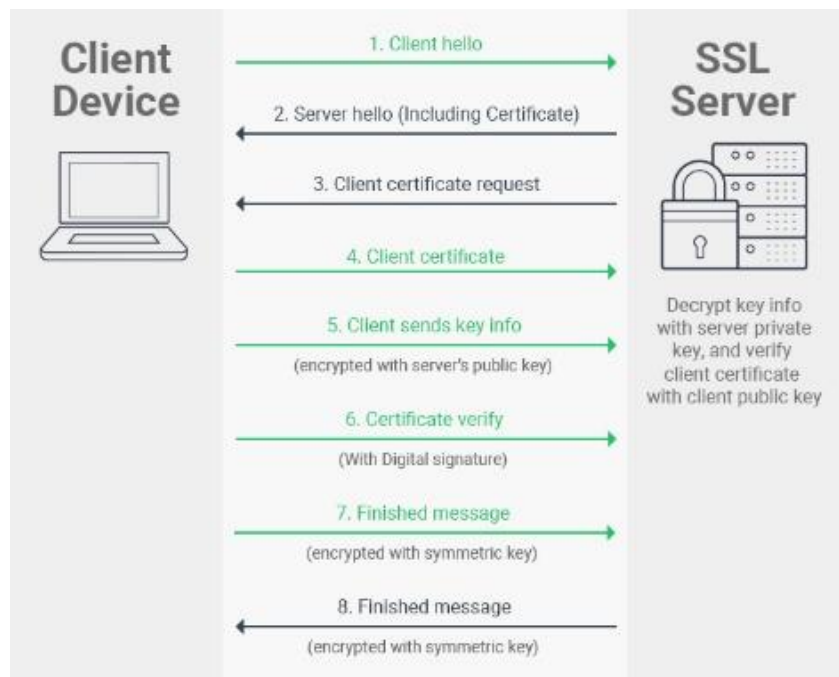 Client
Device
1. Client hello
2. Server hello (Including Certificate)
3. Client certificate request
4. Client certificate
5. Client sends key info
(encrypted with server's public key)
6. Certificate verify
(With Digital signature)
7. Finished message
(encrypted with symmetric key)
8. Finished message
(encrypted with symmetric key)
SSL
Server
Decrypt key info
with server private
key, and verify
client certificate
with client public key